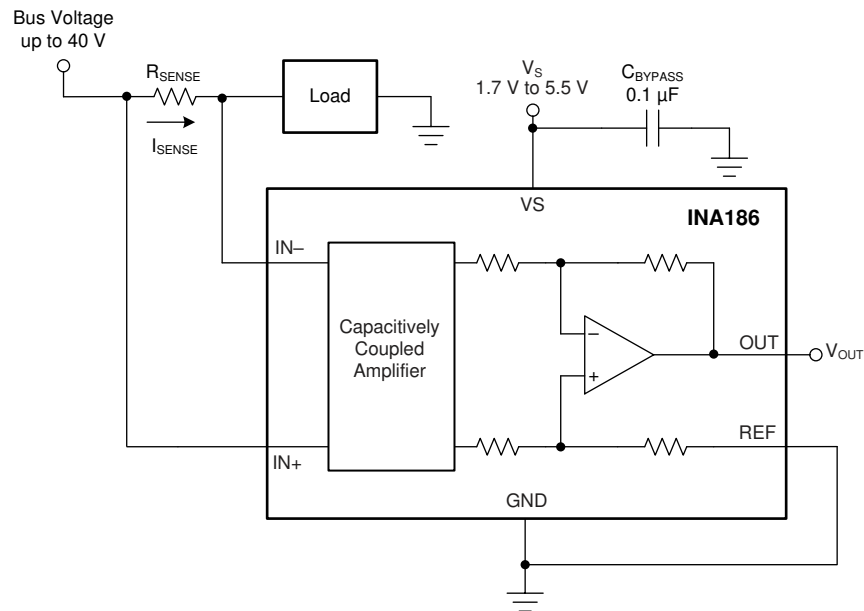 Bus Voltage
up to 40 V
RSENSE
ISENSE
Load
VS
1.7 V to 5.5 V
CBYPASS
0.1 µF
VS
INA186
IN–
Capacitively
Coupled
Amplifier
–
+
OUT
VOUT
REF
IN+
GND